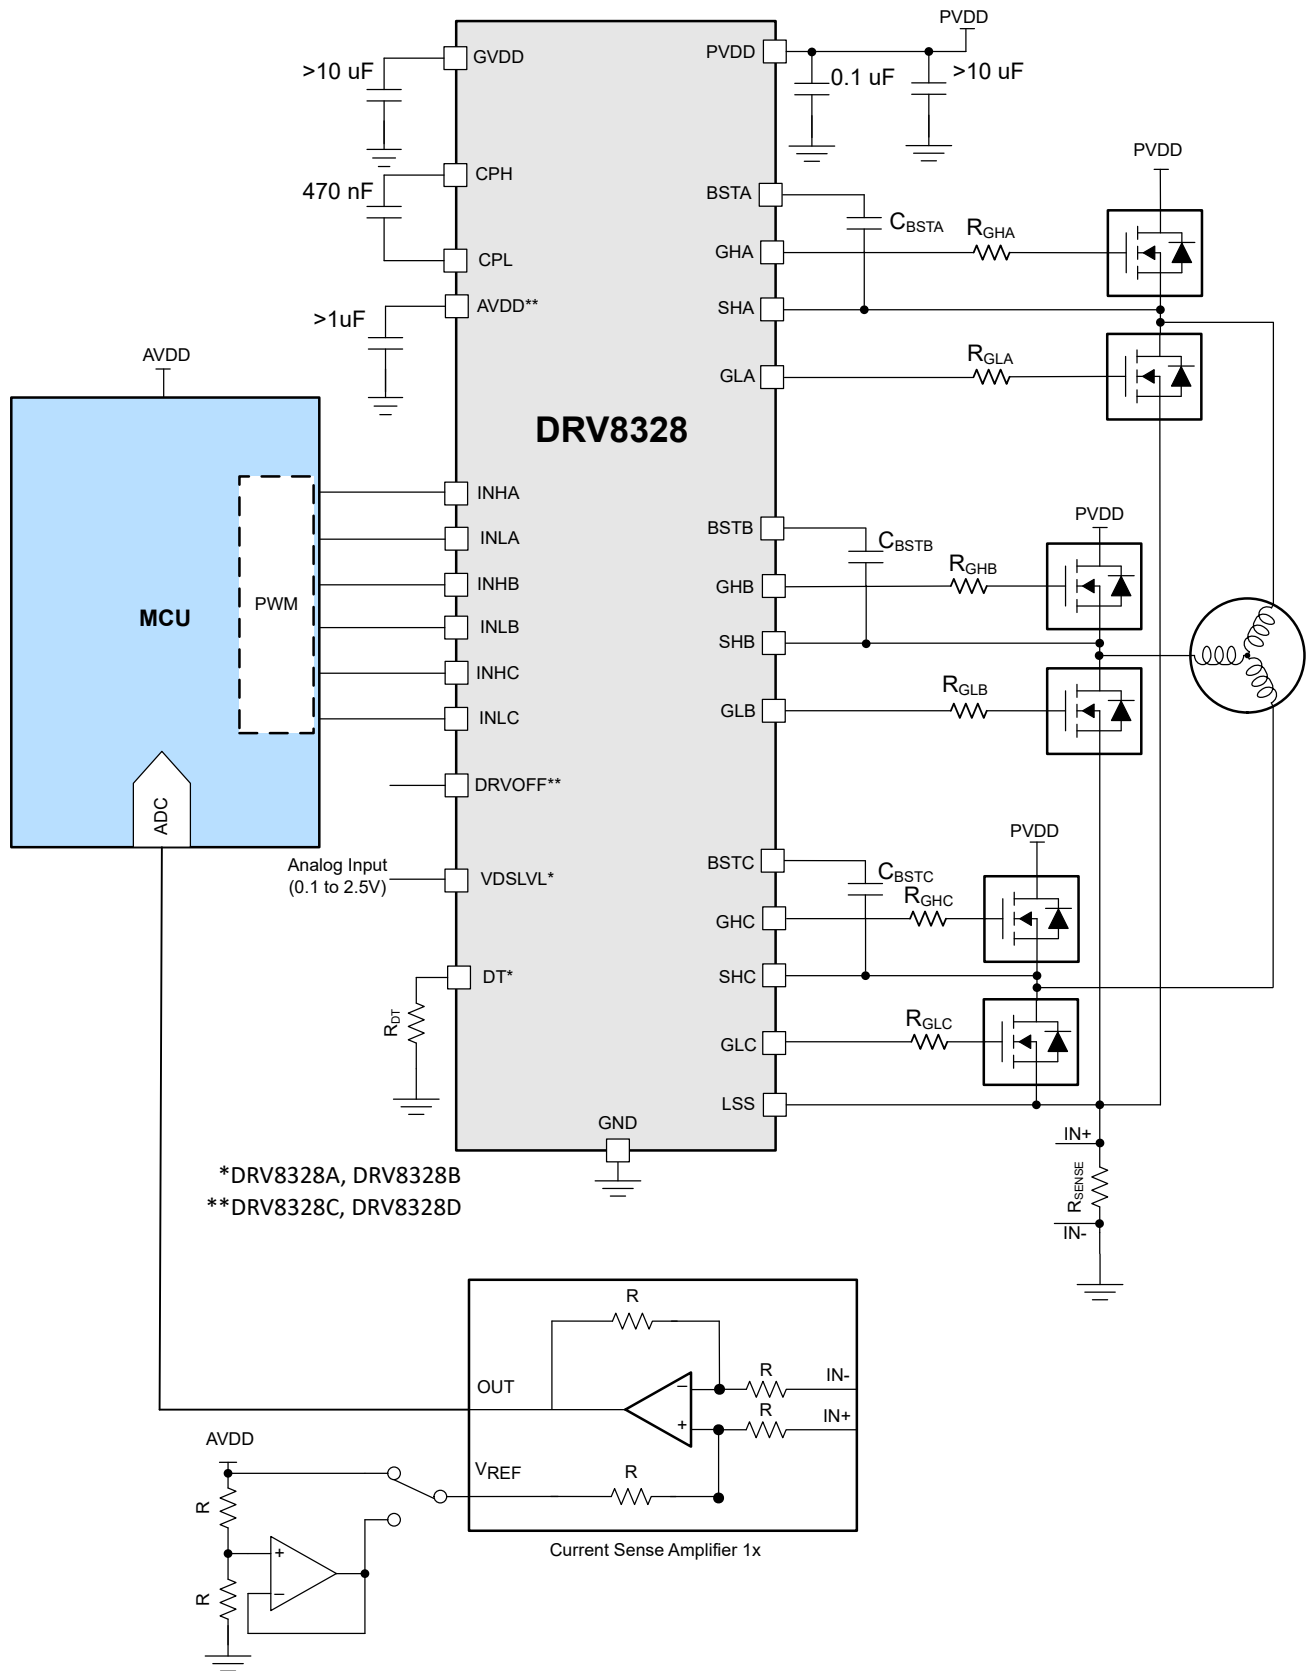 PVDD
GVDD
PVDD
>10 uF
0.1 uF
>10 uF
CPH
470 nF
CPL
BSTA
CBSTA
PVDD
GHA
RGHA
AVDD**
>1uF
SHA
GLA
RGLA
AVDD
DRV8328
MCU
PWM
INHA
INLA
INHB
INLB
INHC
INLC
BSTB
CBSTB
PVDD
GHB
RGHB
SHB
GLB
RGLB
ADC
DRVOFF**
Analog Input
(0.1 to 2.5V)
VDSLVL*
BSTC
CBSTC
PVDD
GHC
RGHC
DT*
RDT
SHC
GLC
RGLC
LSS
GND
IN+
RSENSE
IN-
*DRV8328A, DRV8328B
**DRV8328C, DRV8328D
R
OUT
−
R
IN-
+
R
IN+
AVDD
VREF
R
R
+
−
R
Current Sense Amplifier 1x